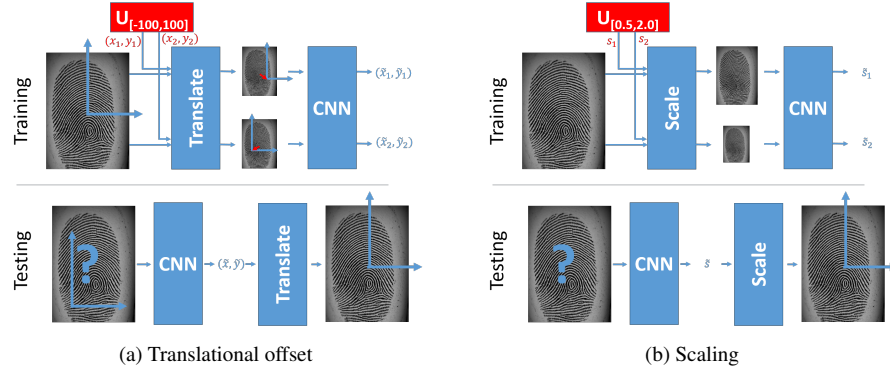 U[-100,100]
(x₁, y₁) (x₂, y₂)
Training
Translate
CNN
(x̃₁, ỹ₁)
(x̃₂, ỹ₂)
Testing
?
CNN
(x̃, ỹ)
Translate
(a) Translational offset
U[0.5,2.0]
s₁ s₂
Training
Scale
CNN
s̃₁
s̃₂
Testing
?
CNN
s̃
Scale
(b) Scaling